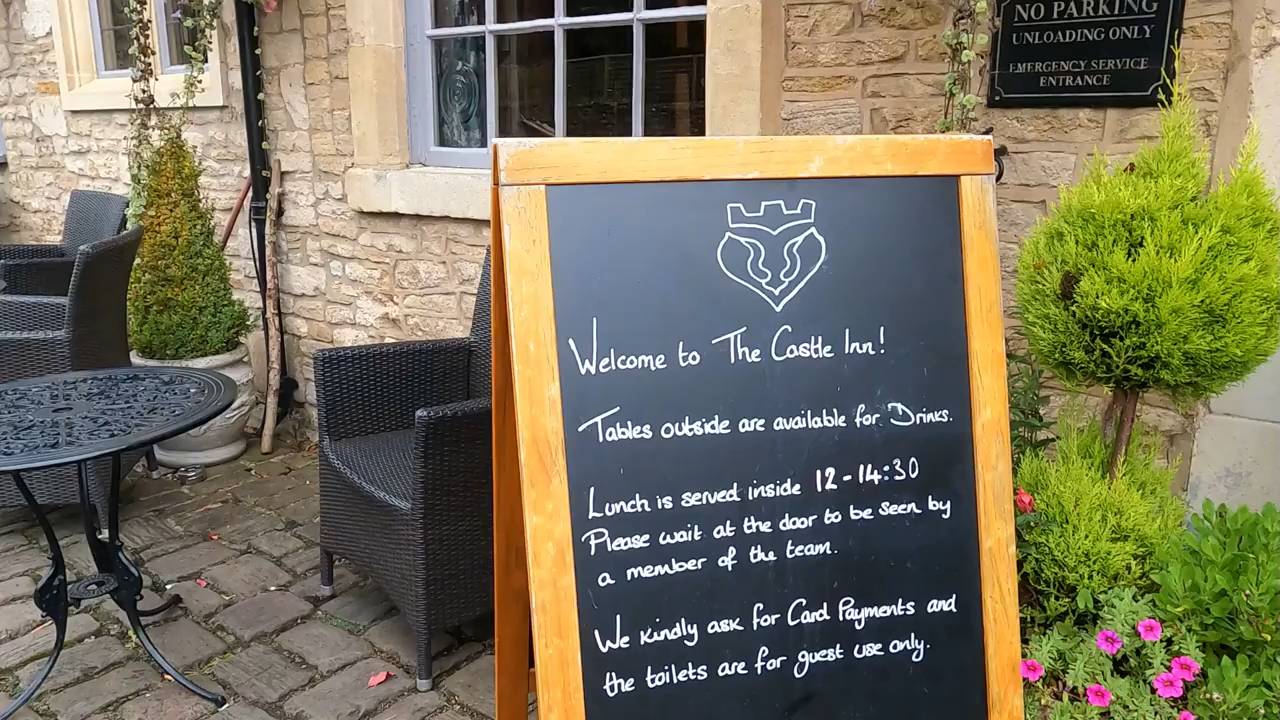 NO PARKING
UNLOADING ONLY
EMERGENCY SERVICE
ENTRANCE
Welcome to The Castle Inn!
Tables outside are available for Drinks.
Lunch is served inside 12-14:30
Please wait at the door to be seen by
a member of the team.
We kindly ask for Card Payments and
the toilets are for guest use only.